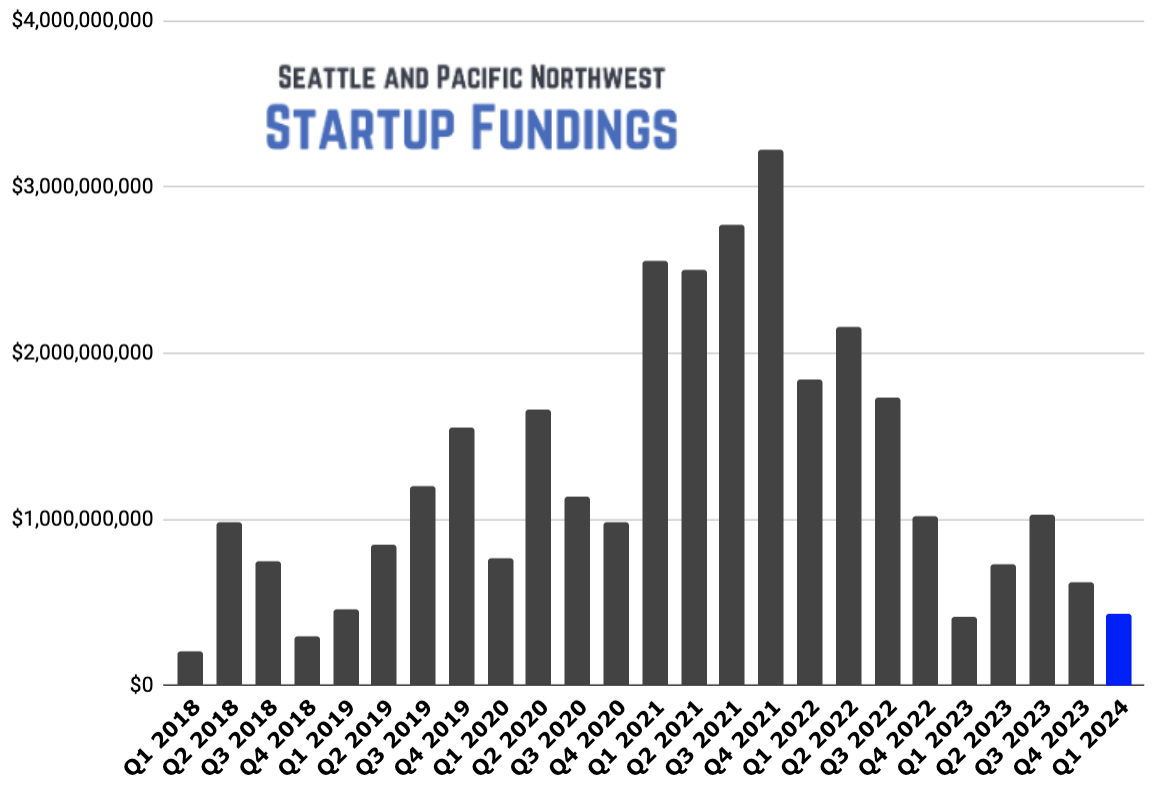 $4,000,000,000
SEATTLE AND PACIFIC NORTHWEST
STARTUP FUNDINGS
$3,000,000,000
$2,000,000,000
$1,000,000,000
$0
Q1 2018
Q2 2018
Q3 2018
Q4 2018
Q1 2019
Q2 2019
Q3 2019
Q4 2019
Q1 2020
Q2 2020
Q3 2020
Q4 2020
Q1 2021
Q2 2021
Q3 2021
Q4 2021
Q1 2022
Q2 2022
Q3 2022
Q4 2022
Q1 2023
Q2 2023
Q3 2023
Q4 2023
Q1 2024